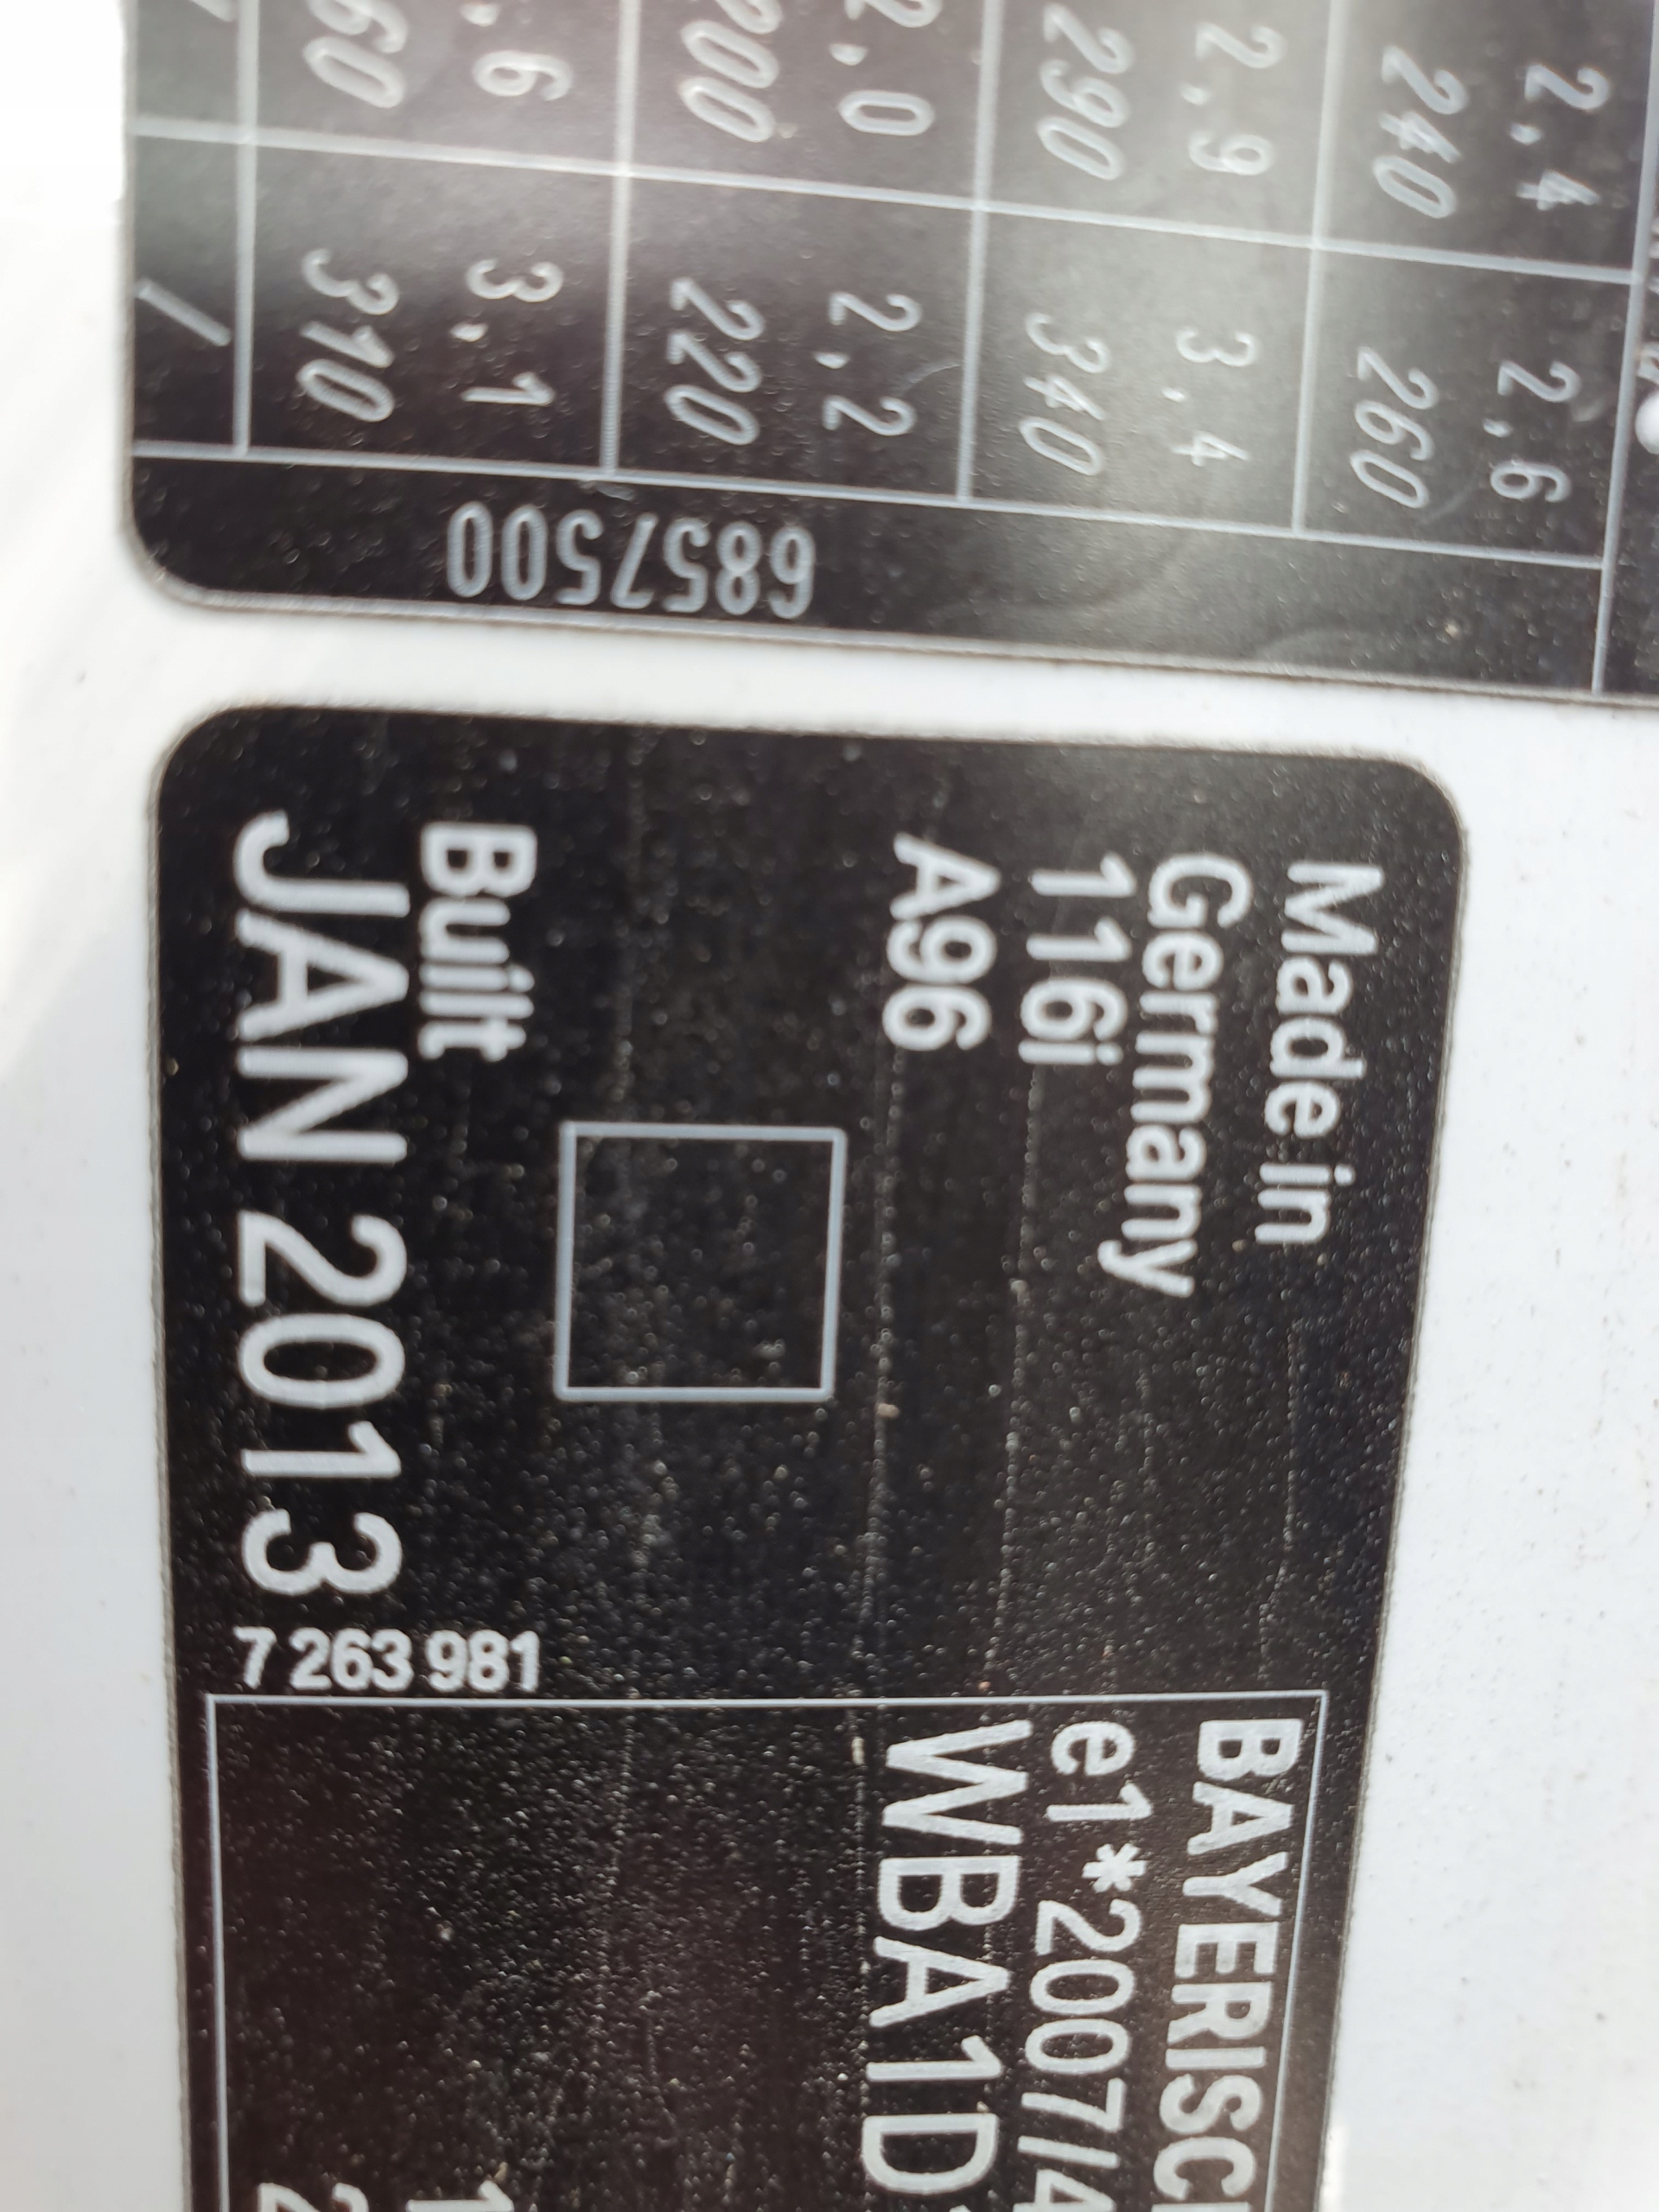 2,4 2,6
240 260
2,9 3,4
290 340
2,0 2,2
200 220
,6 3,1
60 310
/
6857500
Made in
Germany
116i
A96
Built
JAN 2013
7 263 981
BAYERISC
e1*2007/4
WBA1D
1
2